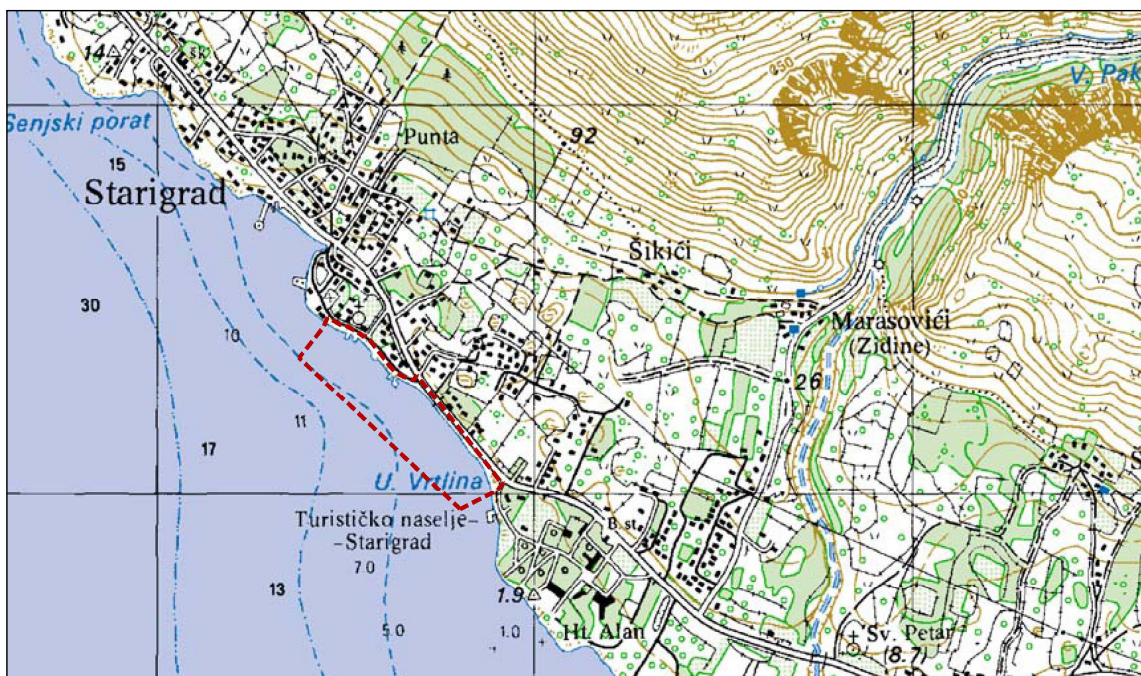 14
šk
V. Pak
Senjski porat
15
Punta
92
Starigrad
30
Šikići
10
Marasovići
(Zidine)
26
11
17
U. Vrtlina
Turističko naselje-
-Starigrad
7.0
B. st.
13
1.9
5.0
1.0
Ht. Alan
Sv. Petar
(8.7)